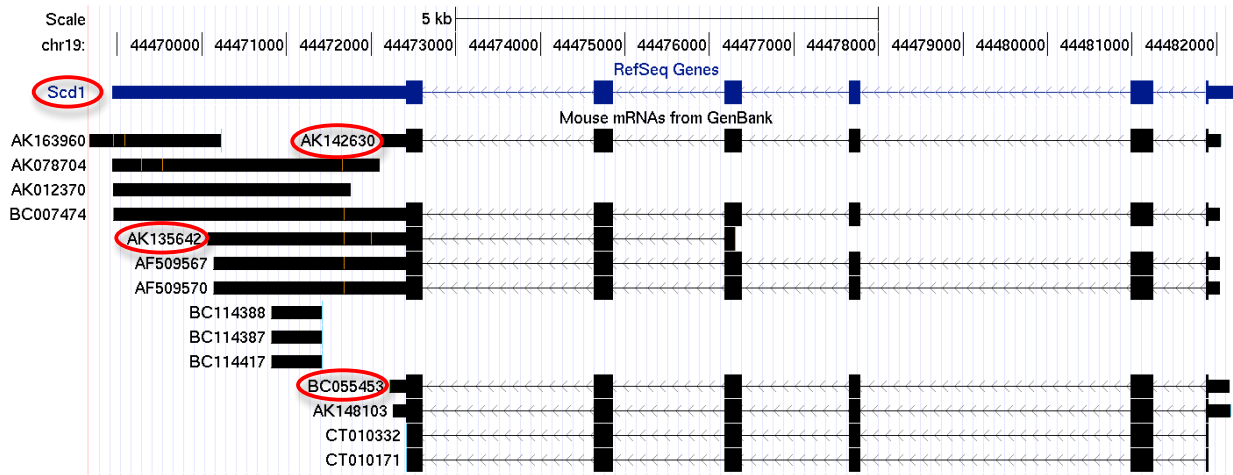 Scale 5 kb
chr19: 44470000 44471000 44472000 44473000 44475000 44476000 44477000 44478000 44479000 44480000 44481000 44482000
RefSeq Genes
Scd1
Mouse mRNAs from GenBank
AK163960 AK142630
AK078704
AK012370
BC007474
AK135642
AF509567
AF509570
BC114388
BC114387
BC114417
BC055453
AK148103
CT010332
CT010171